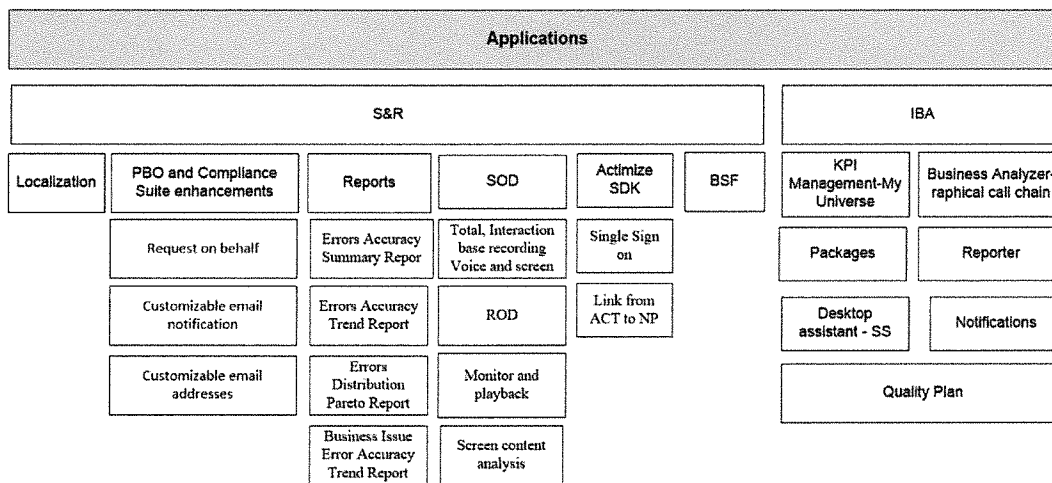 Applications
S&R
IBA
Localization
PBO and Compliance
Suite enhancements
Reports
SOD
Actimize
SDK
BSF
KPI
Management-My
Universe
Business Analyzer-
raphical call chain
Request on behalf
Errors Accuracy
Summary Repor
Total, Interaction
base recording
Voice and screen
Single Sign
on
Packages
Reporter
Customizable email
notification
Errors Accuracy
Trend Report
ROD
Link from
ACT to NP
Desktop
assistant - SS
Notifications
Customizable email
addresses
Errors
Distribution
Pareto Report
Monitor and
playback
Quality Plan
Business Issue
Error Accuracy
Trend Report
Screen content
analysis